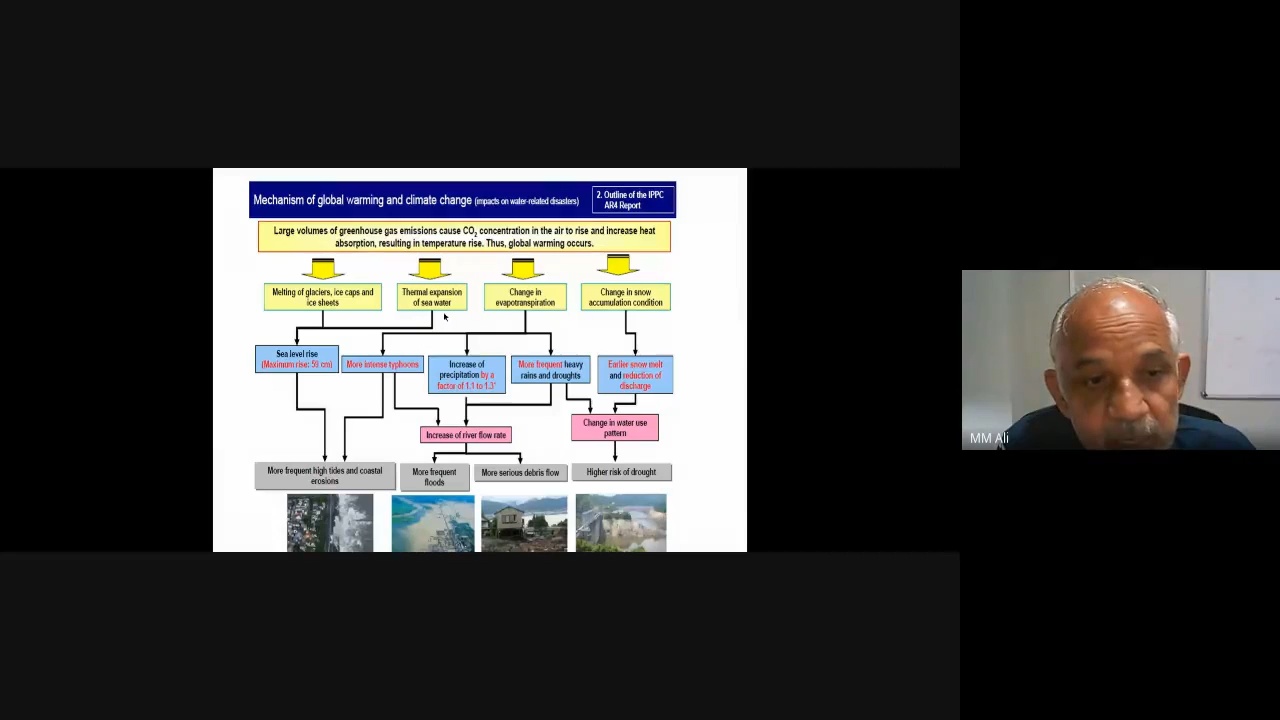 Mechanism of global warming and climate change (impacts on water-related disasters)
2. Outline of the IPPC
AR4 Report
Large volumes of greenhouse gas emissions cause CO2 concentration in the air to rise and increase heat
absorption, resulting in temperature rise. Thus, global warming occurs.
Melting of glaciers, ice caps and
ice sheets
Thermal expansion
of sea water
Change in
evapotranspiration
Change in snow
accumulation condition
Sea level rise
(Maximum rise: 59 cm)
More intense typhoons
Increase of
precipitation by a
factor of 1.1 to 1.3*
More frequent heavy
rains and droughts
Earlier snow melt
and reduction of
discharge
Increase of river flow rate
Change in water use
pattern
More frequent high tides and coastal
erosions
More frequent
floods
More serious debris flow
Higher risk of drought
MM Ali